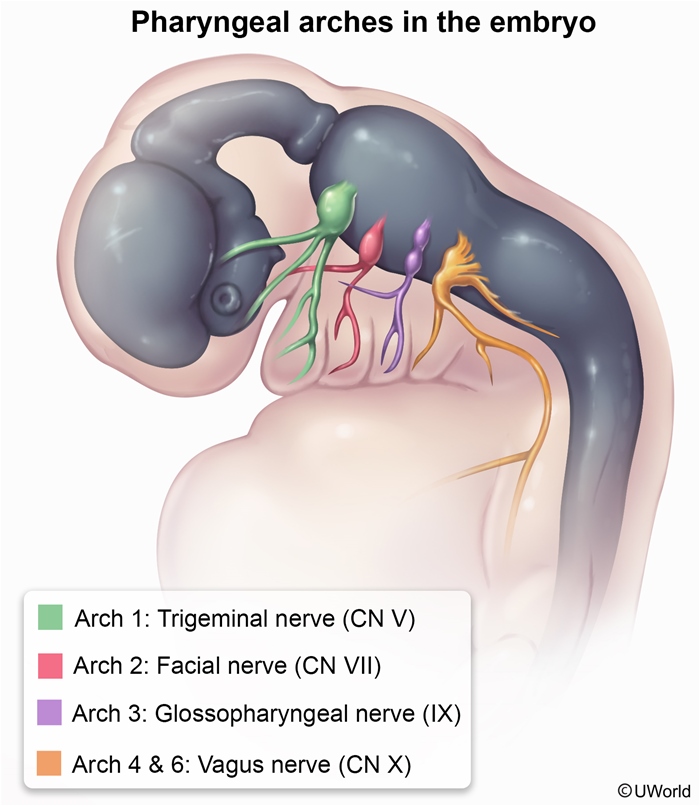 Pharyngeal arches in the embryo
Arch 1: Trigeminal nerve (CN V)
Arch 2: Facial nerve (CN VII)
Arch 3: Glossopharyngeal nerve (IX)
Arch 4 & 6: Vagus nerve (CN X)
©UWorld